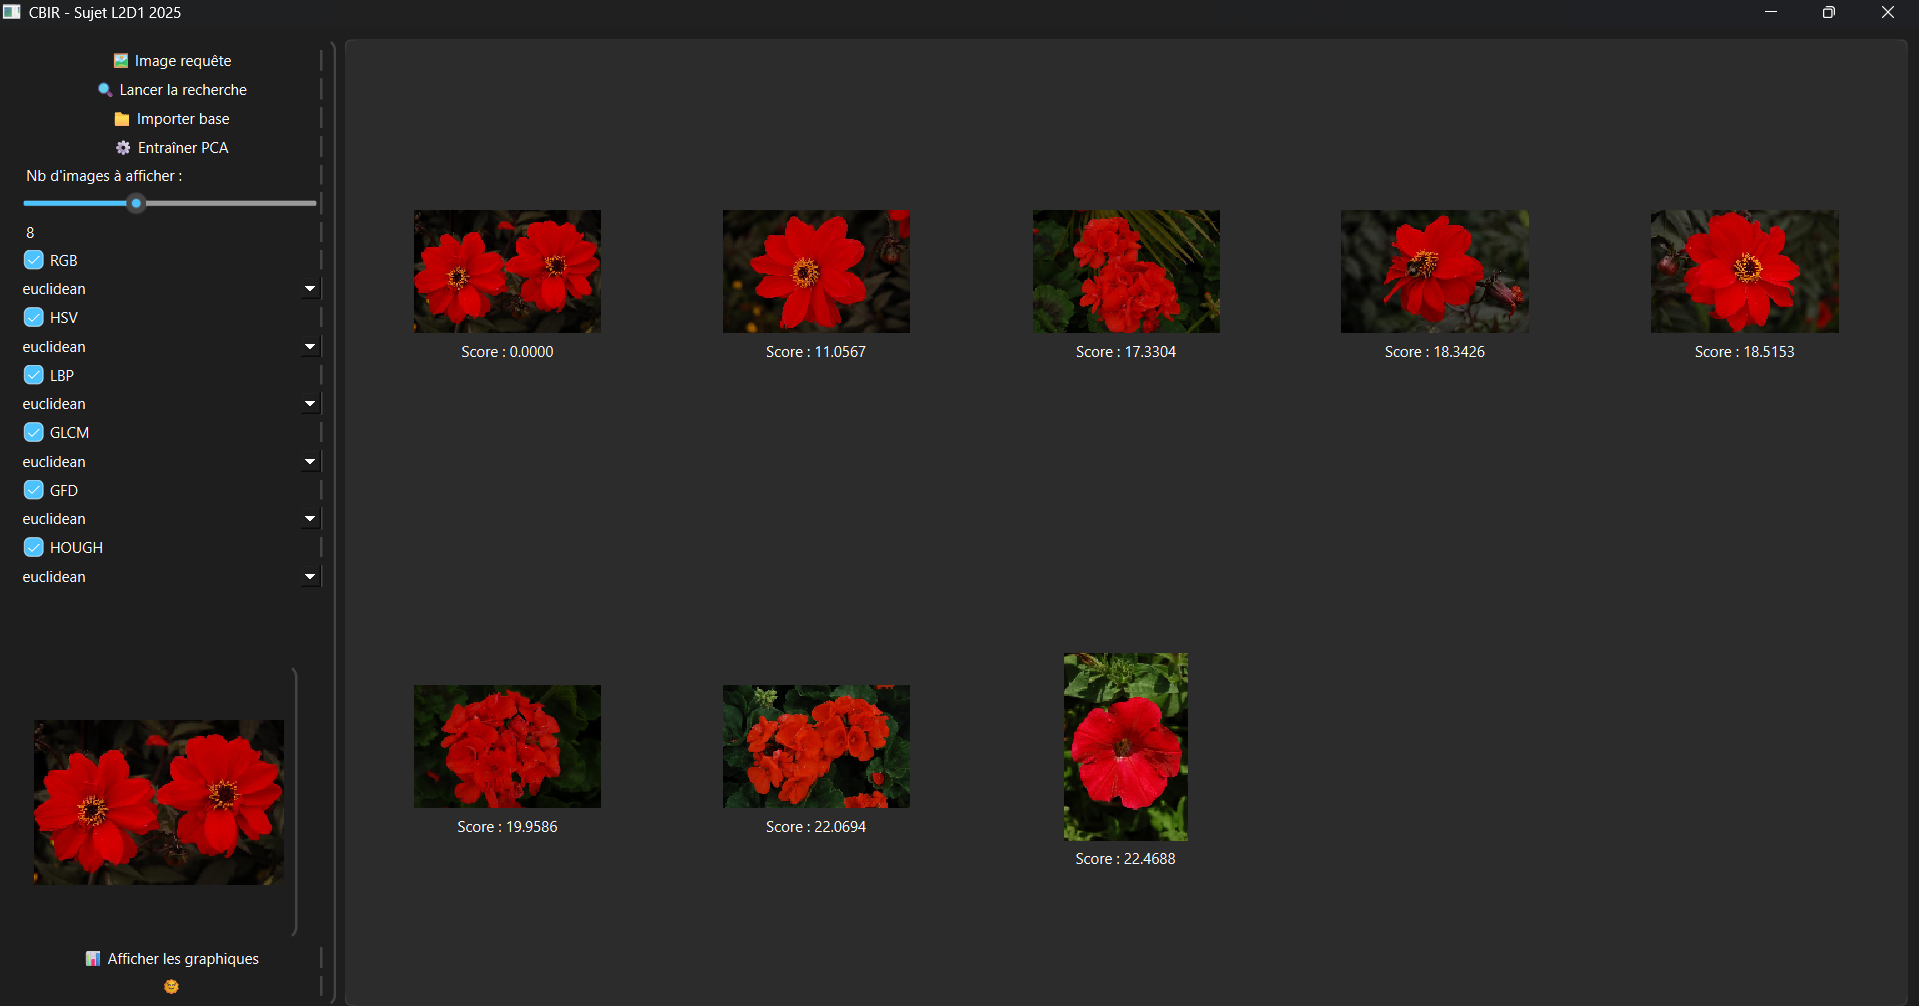 CBIR - Sujet L2D1 2025
Image requête
Lancer la recherche
Importer base
Entraîner PCA
Nb d'images à afficher :
8
RGB
euclidean
HSV
euclidean
LBP
euclidean
GLCM
euclidean
GFD
euclidean
HOUGH
euclidean
Afficher les graphiques
Score : 0.0000
Score : 11.0567
Score : 17.3304
Score : 18.3426
Score : 18.5153
Score : 19.9586
Score : 22.0694
Score : 22.4688